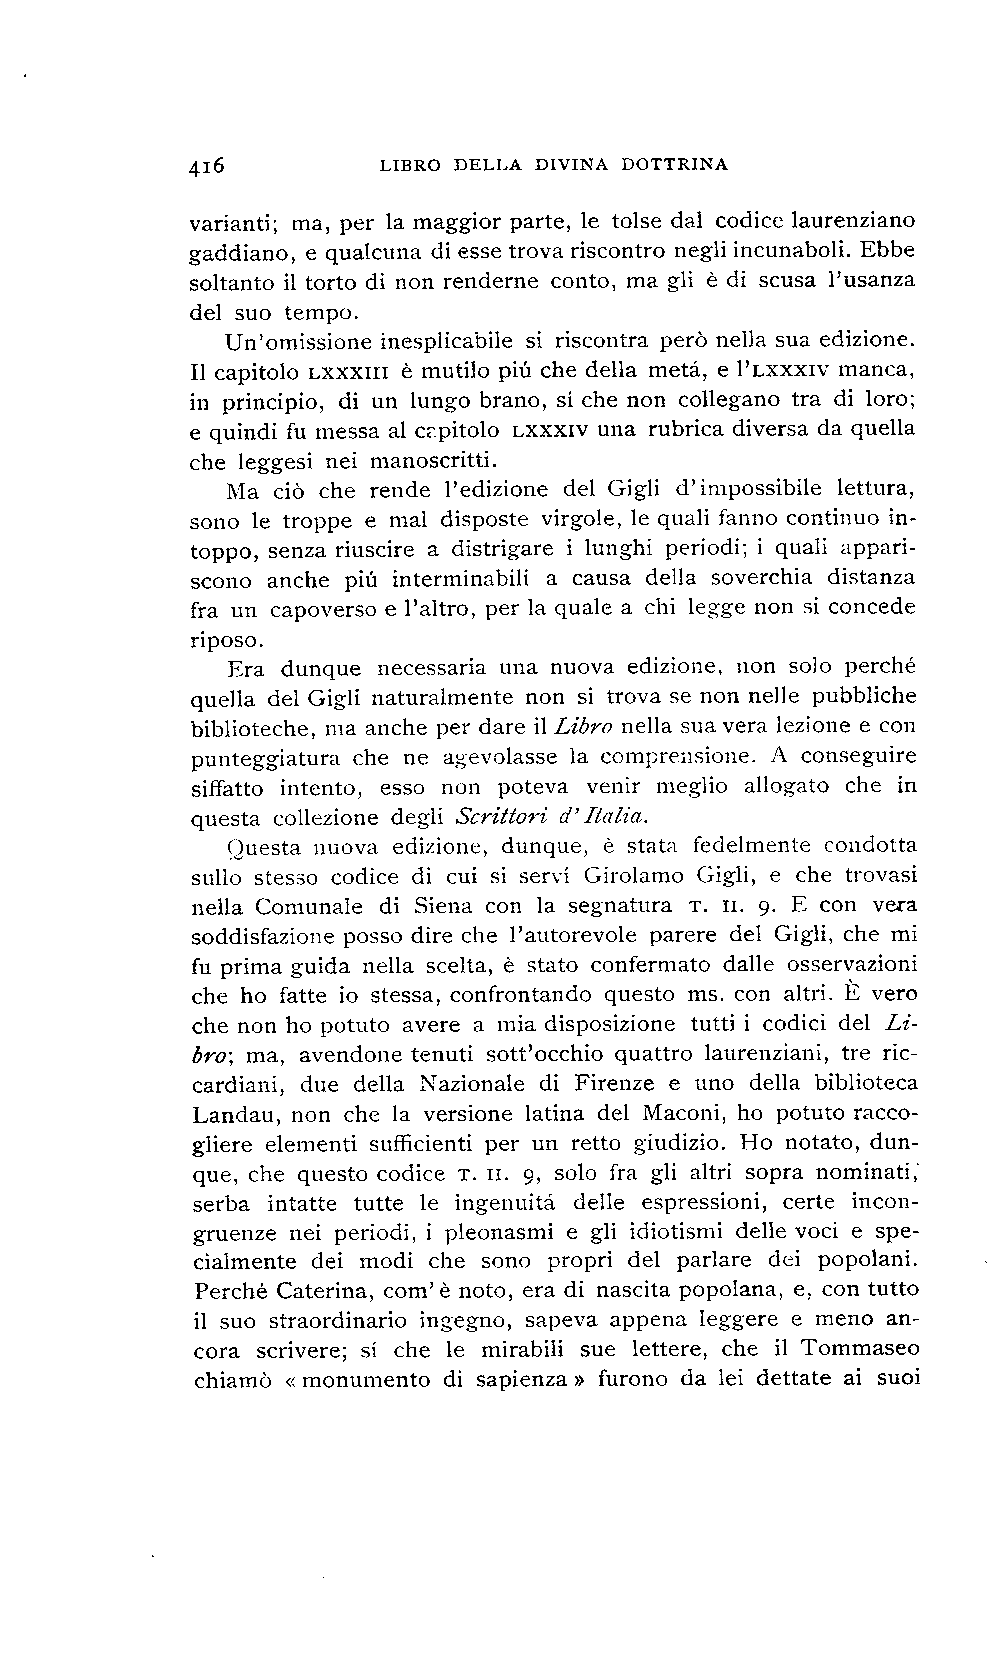 416 LIBRO DELLA DIVINA DOTTRINA
varianti; ma, per la maggior parte, le tolse dal codice laurenziano
gaddiano, e qualcuna di esse trova riscontro negli incunaboli. Ebbe
soltanto il torto di non renderne conto, ma gli è di scusa l'usanza
del suo tempo.
Un'omissione inesplicabile si riscontra però nella sua edizione.
Il capitolo LXXXIII è mutilo piú che della metá, e l'LXXXIV manca,
in principio, di un lungo brano, sí che non collegano tra di loro;
e quindi fu messa al capitolo LXXXIV una rubrica diversa da quella
che leggesi nei manoscritti.
Ma ciò che rende l'edizione del Gigli d'impossibile lettura,
sono le troppe e mal disposte virgole, le quali fanno continuo in-
toppo, senza riuscire a distrigare i lunghi periodi; i quali appari-
scono anche piú interminabili a causa della soverchia distanza
fra un capoverso e l'altro, per la quale a chi legge non si concede
riposo.
Era dunque necessaria una nuova edizione, non solo perché
quella del Gigli naturalmente non si trova se non nelle pubbliche
biblioteche, ma anche per dare il Libro nella sua vera lezione e con
punteggiatura che ne agevolasse la comprensione. A conseguire
siffatto intento, esso non poteva venir meglio allogato che in
questa collezione degli Scrittori d'Italia.
Questa nuova edizione, dunque, è stata fedelmente condotta
sullo stesso codice di cui si serví Girolamo Gigli, e che trovasi
nella Comunale di Siena con la segnatura T. II. 9. E con vera
soddisfazione posso dire che l'autorevole parere del Gigli, che mi
fu prima guida nella scelta, è stato confermato dalle osservazioni
che ho fatte io stessa, confrontando questo ms. con altri. È vero
che non ho potuto avere a mia disposizione tutti i codici del Li-
bro; ma, avendone tenuti sott'occhio quattro laurenziani, tre ric-
cardiani, due della Nazionale di Firenze e uno della biblioteca
Landau, non che la versione latina del Maconi, ho potuto racco-
gliere elementi sufficienti per un retto giudizio. Ho notato, dun-
que, che questo codice T. II. 9, solo fra gli altri sopra nominati,
serba intatte tutte le ingenuitá delle espressioni, certe incon-
gruenze nei periodi, i pleonasmi e gli idiotismi delle voci e spe-
cialmente dei modi che sono propri del parlare dei popolani.
Perché Caterina, com'è noto, era di nascita popolana, e, con tutto
il suo straordinario ingegno, sapeva appena leggere e meno an-
cora scrivere; sí che le mirabili sue lettere, che il Tommaseo
chiamò « monumento di sapienza » furono da lei dettate ai suoi